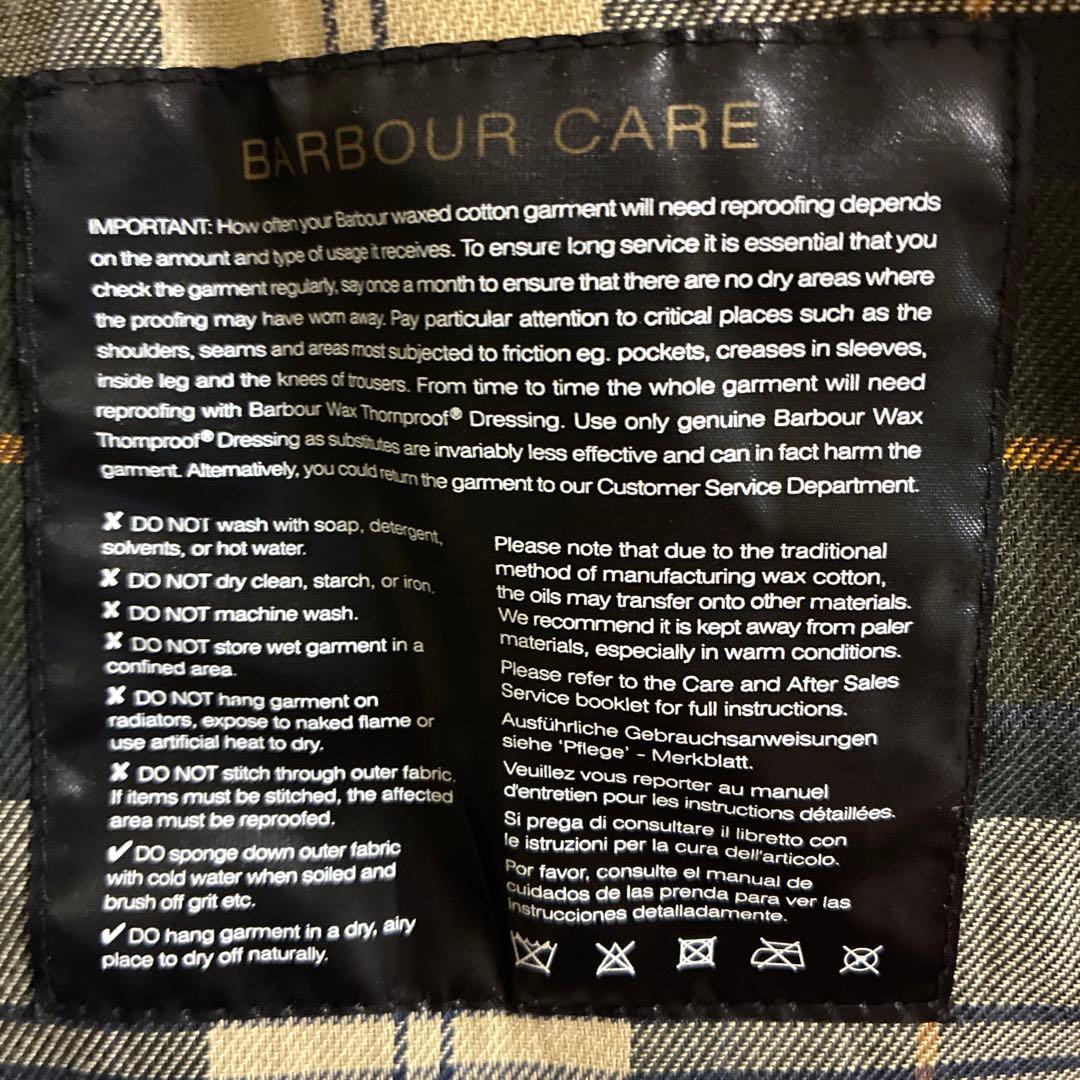 BARBOUR CARE
IMPORTANT: How often your Barbour waxed cotton garment will need reproofing depends
on the amount and type of usage it receives. To ensure long service it is essential that you
check the garment regularly, say once a month to ensure that there are no dry areas where
the proofing may have worn away. Pay particular attention to critical places such as the
shoulders, seams and areas most subjected to friction eg. pockets, creases in sleeves,
inside leg and the knees of trousers. From time to time the whole garment will need
reproofing with Barbour Wax Thornproof® Dressing. Use only genuine Barbour Wax
Thornproof® Dressing as substitutes are invariably less effective and can in fact harm the
garment. Alternatively, you could return the garment to our Customer Service Department.
✘ DO NOT wash with soap, detergent,
solvents, or hot water.
✘ DO NOT dry clean, starch, or iron.
✘ DO NOT machine wash.
✘ DO NOT store wet garment in a
confined area.
✘ DO NOT hang garment on
radiators, expose to naked flame or
use artificial heat to dry.
✘ DO NOT stitch through outer fabric.
If items must be stitched, the affected
area must be reproofed.
✔ DO sponge down outer fabric
with cold water when soiled and
brush off grit etc.
✔ DO hang garment in a dry, airy
place to dry off naturally.
Please note that due to the traditional
method of manufacturing wax cotton,
the oils may transfer onto other materials.
We recommend it is kept away from paler
materials, especially in warm conditions.
Please refer to the Care and After Sales
Service booklet for full instructions.
Ausführliche Gebrauchsanweisungen
siehe 'Pflege' - Merkblatt.
Veuillez vous reporter au manuel
d'entretien pour les instructions détaillées.
Si prega di consultare il libretto con
le istruzioni per la cura dell'articolo.
Por favor, consulte el manual de
cuidados de las prenda para ver las
instrucciones detalladamente.